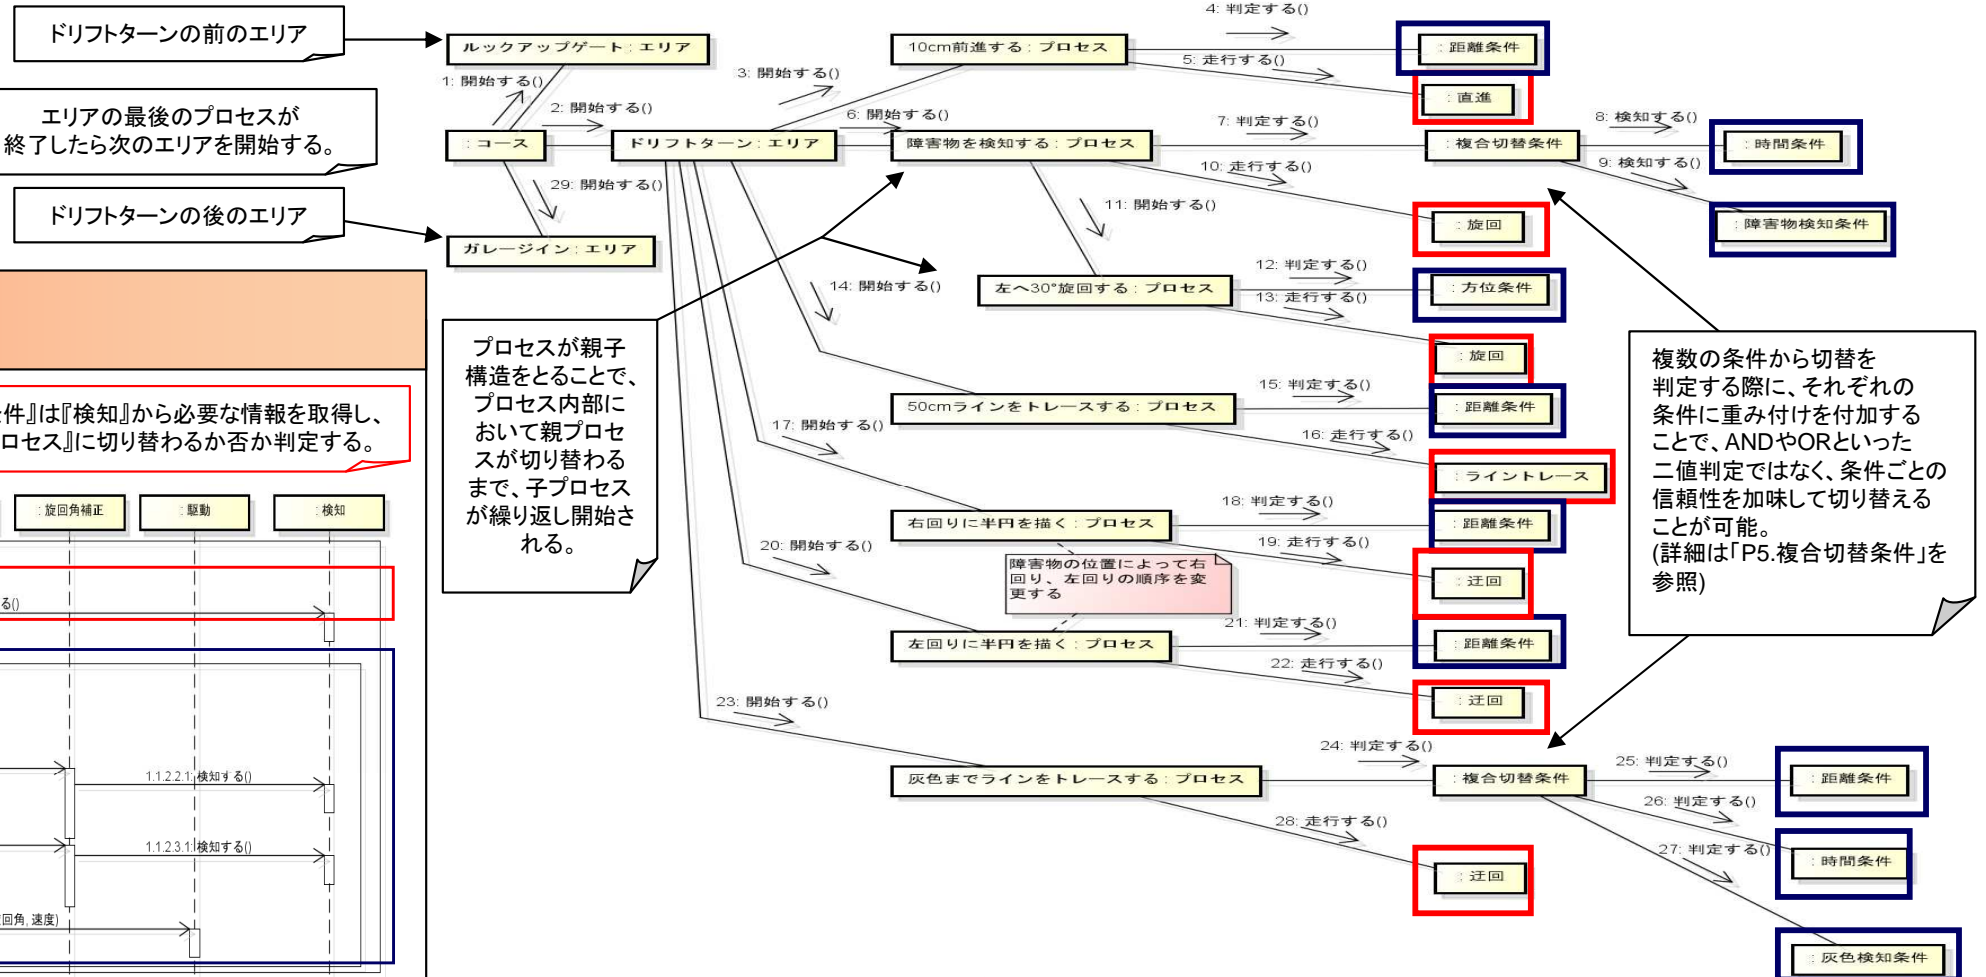 ドリフトターンの前のエリア
エリアの最後のプロセスが
終了したら次のエリアを開始する。
ドリフトターンの後のエリア
ルックアップゲート : エリア
1: 開始する()
2: 開始する()
3: 開始する()
: コース
ドリフトターン : エリア
29: 開始する()
ガレージイン : エリア
10cm前進する : プロセス
4: 判定する()
: 距離条件
5: 走行する()
: 直進
6: 開始する()
障害物を検知する : プロセス
7: 判定する()
: 複合切替条件
8: 検知する()
: 時間条件
9: 検知する()
: 障害物検知条件
10: 走行する()
: 旋回
11: 開始する()
左へ30°旋回する : プロセス
12: 判定する()
: 方位条件
13: 走行する()
: 旋回
14: 開始する()
50cmラインをトレースする : プロセス
15: 判定する()
: 距離条件
16: 走行する()
: ライントレース
17: 開始する()
右回りに半円を描く : プロセス
18: 判定する()
: 距離条件
19: 走行する()
: 迂回
障害物の位置によって右
回り、左回りの順序を変
更する
20: 開始する()
左回りに半円を描く : プロセス
21: 判定する()
: 距離条件
22: 走行する()
: 迂回
23: 開始する()
灰色までラインをトレースする : プロセス
24: 判定する()
: 複合切替条件
25: 判定する()
: 距離条件
26: 判定する()
: 時間条件
27: 判定する()
: 灰色検知条件
28: 走行する()
: 迂回
プロセスが親子
構造をとることで、
プロセス内部に
おいて親プロセ
スが切り替わる
まで、子プロセス
が繰り返し開始さ
れる。
複数の条件から切替を
判定する際に、それぞれの
条件に重み付けを付加する
ことで、ANDやORといった
二値判定ではなく、条件ごとの
信頼性を加味して切り替える
ことが可能。
(詳細は「P5.複合切替条件」を
参照)
件』は『検知』から必要な情報を取得し、
ロセス』に切り替わるか否か判定する。
: 旋回角補正
: 駆動
: 検知
る()
1.1.2.2.1: 検知する()
1.1.2.3.1: 検知する()
回角, 速度)